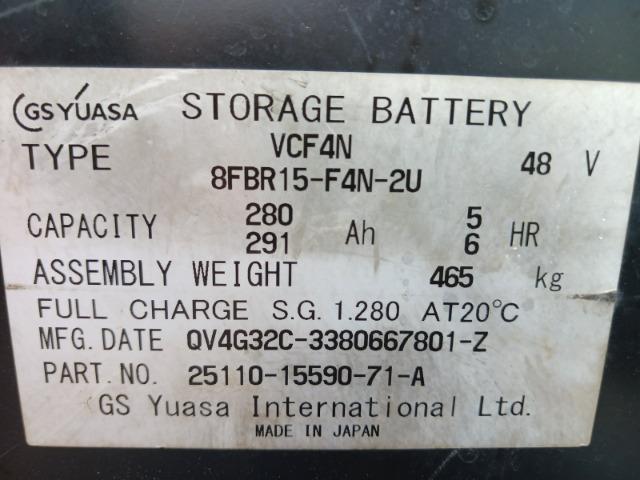 GS YUASA STORAGE BATTERY
TYPE VCF4N 48 V
8FBR15-F4N-2U
CAPACITY 280 Ah 5 HR
291 6
ASSEMBLY WEIGHT 465 kg
FULL CHARGE S.G. 1.280 AT20℃
MFG. DATE QV4G32C-3380667801-Z
PART. NO. 25110-15590-71-A
GS Yuasa International Ltd.
MADE IN JAPAN